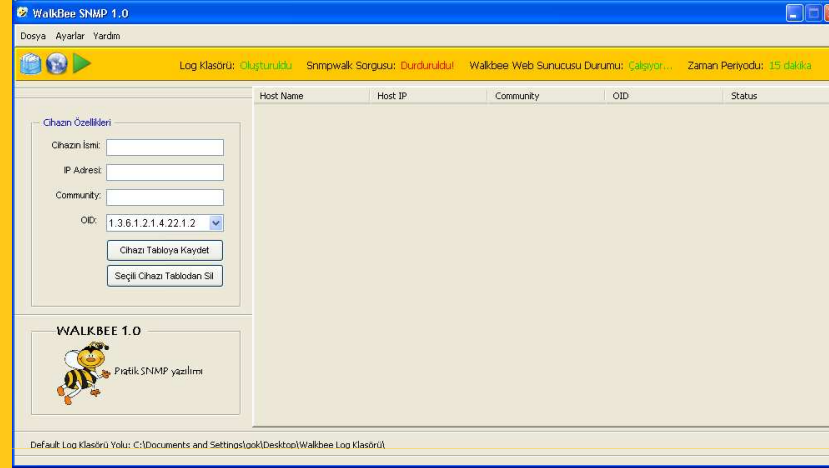 WalkBee SNMP 1.0
Dosya Ayarlar Yardım
Log Klasörü: Oluşturuldu Snmpwalk Sorgusu: Durduruldu! Walkbee Web Sunucusu Durumu: Çalışıyor... Zaman Periyodu: 15 dakika
Host Name Host IP Community OID Status
Cihazın Özellikleri
Cihazın İsmi:
IP Adresi:
Community:
OID: 1.3.6.1.2.1.4.22.1.2
Cihazı Tabloya Kaydet
Seçili Cihazı Tablodan Sil
WALKBEE 1.0
Pratik SNMP yazılımı
Default Log Klasörü Yolu: C:\Documents and Settings\gok\Desktop\Walkbee Log Klasörü\